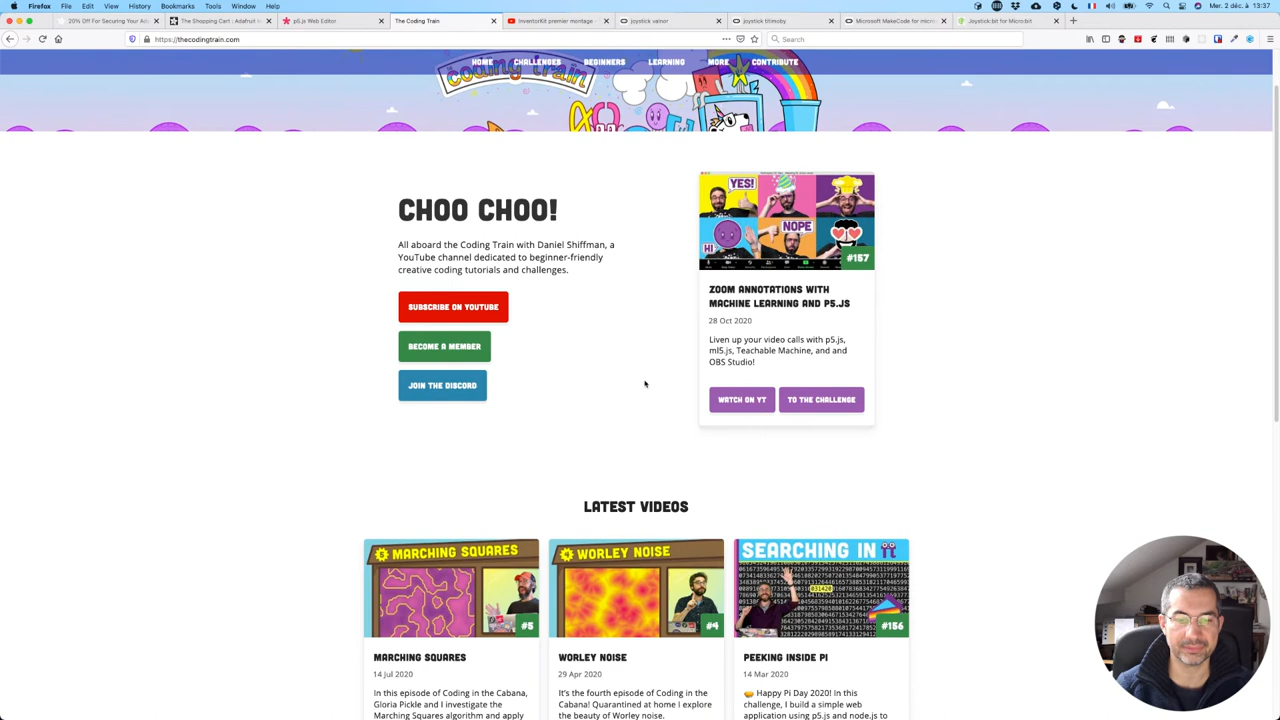 Firefox File Edit View History Bookmarks Tools Window Help
Mer. 2 déc. à 13:37
20% Off For Securing Your Ada
The Shopping Cart : Adafruit In
p5.js Web Editor
The Coding Train
InventorKit premier montage -
joystick valnor
joystick titimoby
Microsoft MakeCode for micro
Joystick:bit for Micro:bit
https://thecodingtrain.com
Search
coding train
HOME CHALLENGES BEGINNERS LEARNING MORE CONTRIBUTE
CHOO CHOO!
All aboard the Coding Train with Daniel Shiffman, a
YouTube channel dedicated to beginner-friendly
creative coding tutorials and challenges.
SUBSCRIBE ON YOUTUBE
BECOME A MEMBER
JOIN THE DISCORD
YES!
HI
NOPE
#157
ZOOM ANNOTATIONS WITH
MACHINE LEARNING AND P5.JS
28 Oct 2020
Liven up your video calls with p5.js,
ml5.js, Teachable Machine, and and
OBS Studio!
WATCH ON YT TO THE CHALLENGE
LATEST VIDEOS
5 MARCHING SQUARES
#5
MARCHING SQUARES
14 Jul 2020
In this episode of Coding in the Cabana,
Gloria Pickle and I investigate the
Marching Squares algorithm and apply
4 WORLEY NOISE
#4
WORLEY NOISE
29 Apr 2020
It's the fourth episode of Coding in the
Cabana! Quarantined at home I explore
the beauty of Worley noise.
SEARCHING IN π
031420
#156
PEEKING INSIDE PI
14 Mar 2020
🥧 Happy Pi Day 2020! In this
challenge, I build a simple web
application using p5.js and node.js to